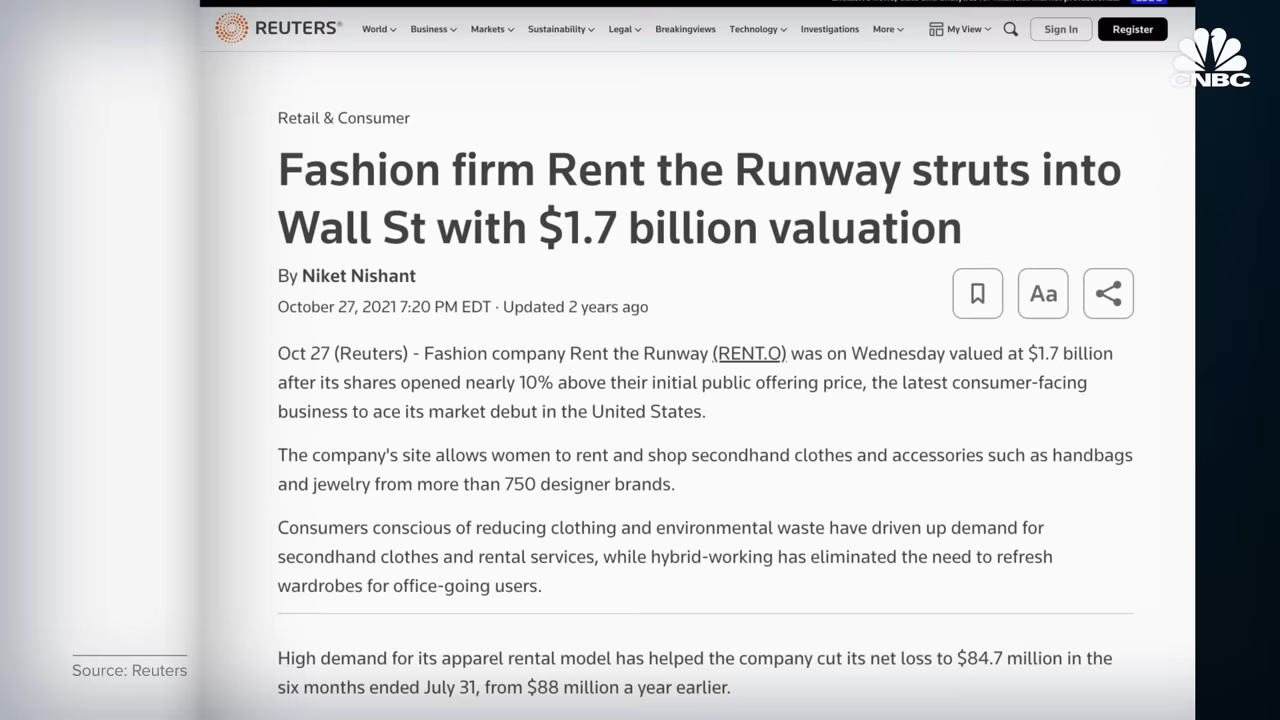 REUTERS®
World Business Markets Sustainability Legal Breakingviews Technology Investigations More My View Sign In Register
CNBC
Retail & Consumer
Fashion firm Rent the Runway struts into
Wall St with $1.7 billion valuation
By Niket Nishant
October 27, 2021 7:20 PM EDT · Updated 2 years ago
Aa
Oct 27 (Reuters) - Fashion company Rent the Runway (RENT.O) was on Wednesday valued at $1.7 billion
after its shares opened nearly 10% above their initial public offering price, the latest consumer-facing
business to ace its market debut in the United States.
The company's site allows women to rent and shop secondhand clothes and accessories such as handbags
and jewelry from more than 750 designer brands.
Consumers conscious of reducing clothing and environmental waste have driven up demand for
secondhand clothes and rental services, while hybrid-working has eliminated the need to refresh
wardrobes for office-going users.
High demand for its apparel rental model has helped the company cut its net loss to $84.7 million in the
six months ended July 31, from $88 million a year earlier.
Source: Reuters